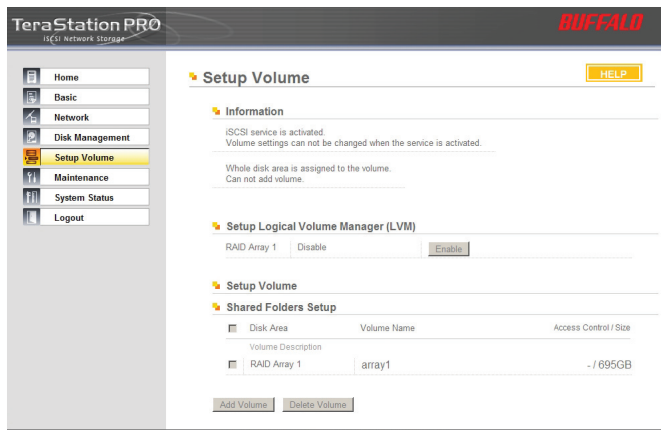 TeraStation PRO
iSCSI Network Storage
BUFFALO
Home
Basic
Network
Disk Management
Setup Volume
Maintenance
System Status
Logout
Setup Volume
HELP
Information
iSCSI service is activated.
Volume settings can not be changed when the service is activated.
Whole disk area is assigned to the volume.
Can not add volume.
Setup Logical Volume Manager (LVM)
RAID Array 1 Disable Enable
Setup Volume
Shared Folders Setup
Disk Area Volume Name Access Control / Size
Volume Description
RAID Array 1 array1 - / 695GB
Add Volume Delete Volume